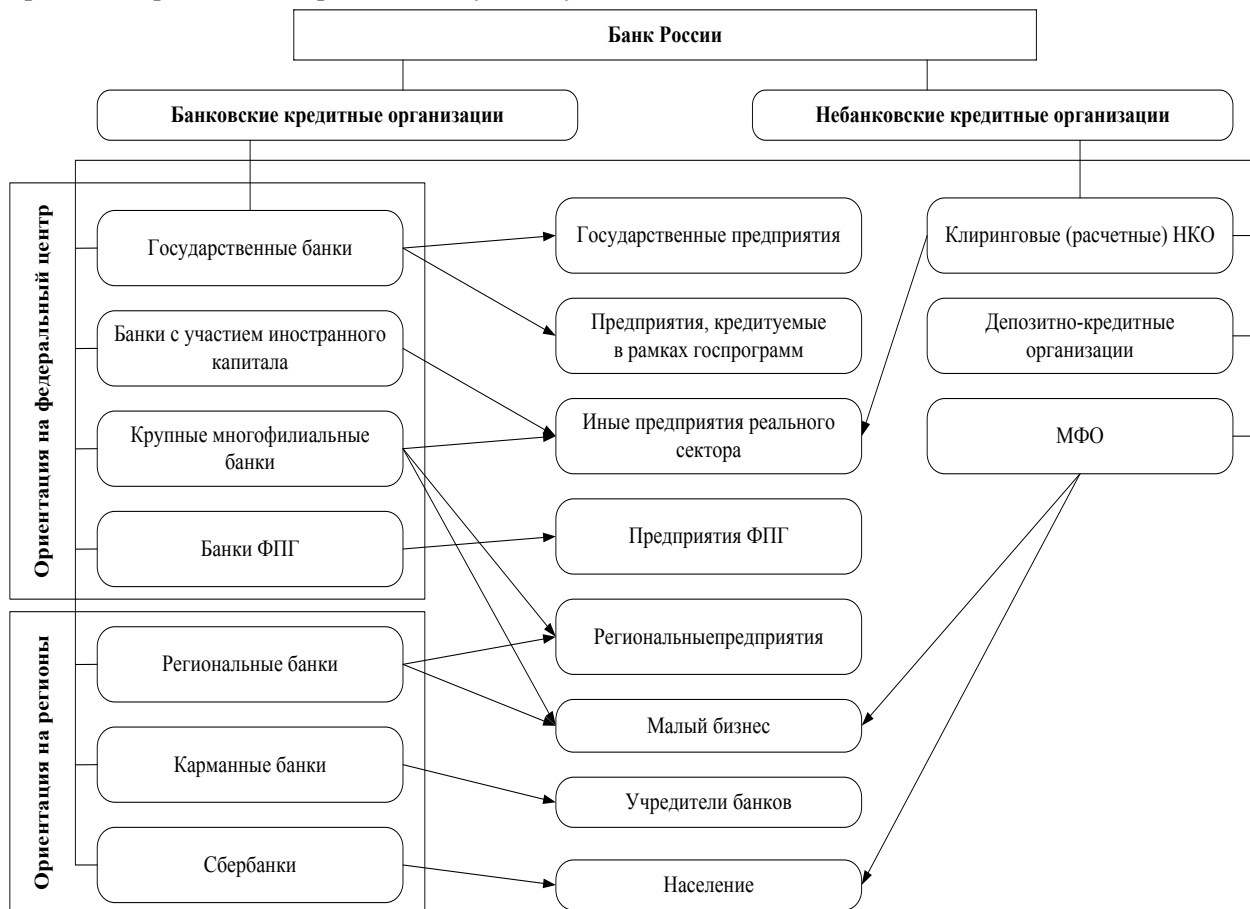 Банк России
Банковские кредитные организации
Небанковские кредитные организации
Ориентация на федеральный центр
Государственные банки
Банки с участием иностранного
капитала
Крупные многофилиальные
банки
Банки ФПГ
Ориентация на регионы
Региональные банки
Карманные банки
Сбербанки
Государственные предприятия
Предприятия, кредитуемые
в рамках госпрограмм
Иные предприятия реального
сектора
Предприятия ФПГ
Региональныепредприятия
Малый бизнес
Учредители банков
Население
Клиринговые (расчетные) НКО
Депозитно-кредитные
организации
МФО